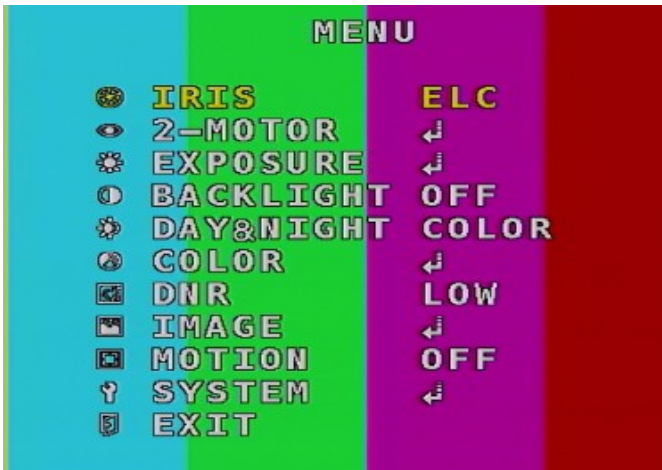 MENU
IRIS ELC
2-MOTOR ↲
EXPOSURE ↲
BACKLIGHT OFF
DAY&NIGHT COLOR
COLOR ↲
DNR LOW
IMAGE ↲
MOTION OFF
SYSTEM ↲
EXIT